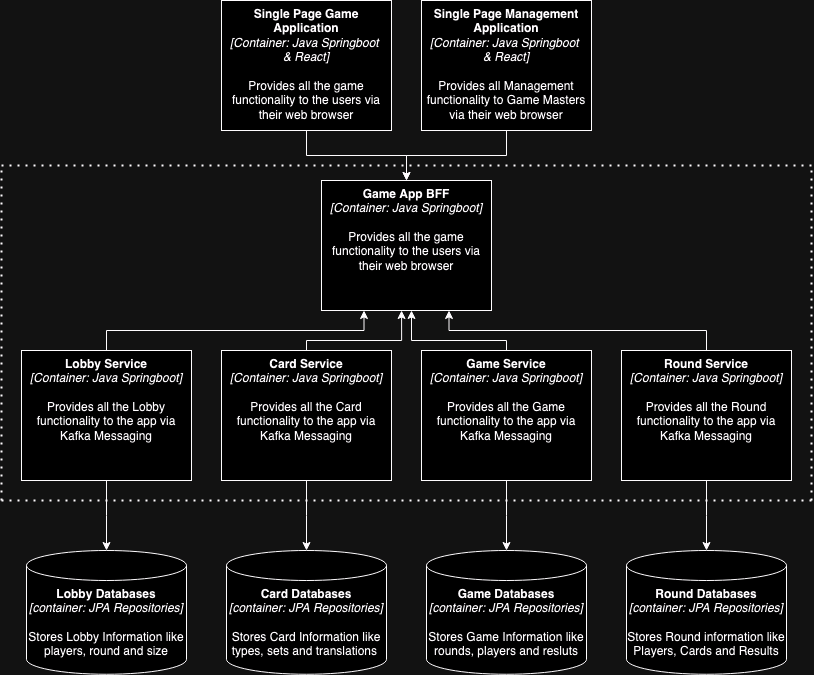 Single Page Game
Application
[Container: Java Springboot
& React]
Provides all the game
functionality to the users via
their web browser
Single Page Management
Application
[Container: Java Springboot
& React]
Provides all Management
functionality to Game Masters
via their web browser
Game App BFF
[Container: Java Springboot]
Provides all the game
functionality to the users via
their web browser
Lobby Service
[Container: Java Springboot]
Provides all the Lobby
functionality to the app via
Kafka Messaging
Card Service
[Container: Java Springboot]
Provides all the Card
functionality to the app via
Kafka Messaging
Game Service
[Container: Java Springboot]
Provides all the Game
functionality to the app via
Kafka Messaging
Round Service
[Container: Java Springboot]
Provides all the Round
functionality to the app via
Kafka Messaging
Lobby Databases
[container: JPA Repositories]
Stores Lobby Information like
players, round and size
Card Databases
[container: JPA Repositories]
Stores Card Information like
types, sets and translations
Game Databases
[container: JPA Repositories]
Stores Game Information like
rounds, players and resluts
Round Databases
[container: JPA Repositories]
Stores Round information like
Players, Cards and Results